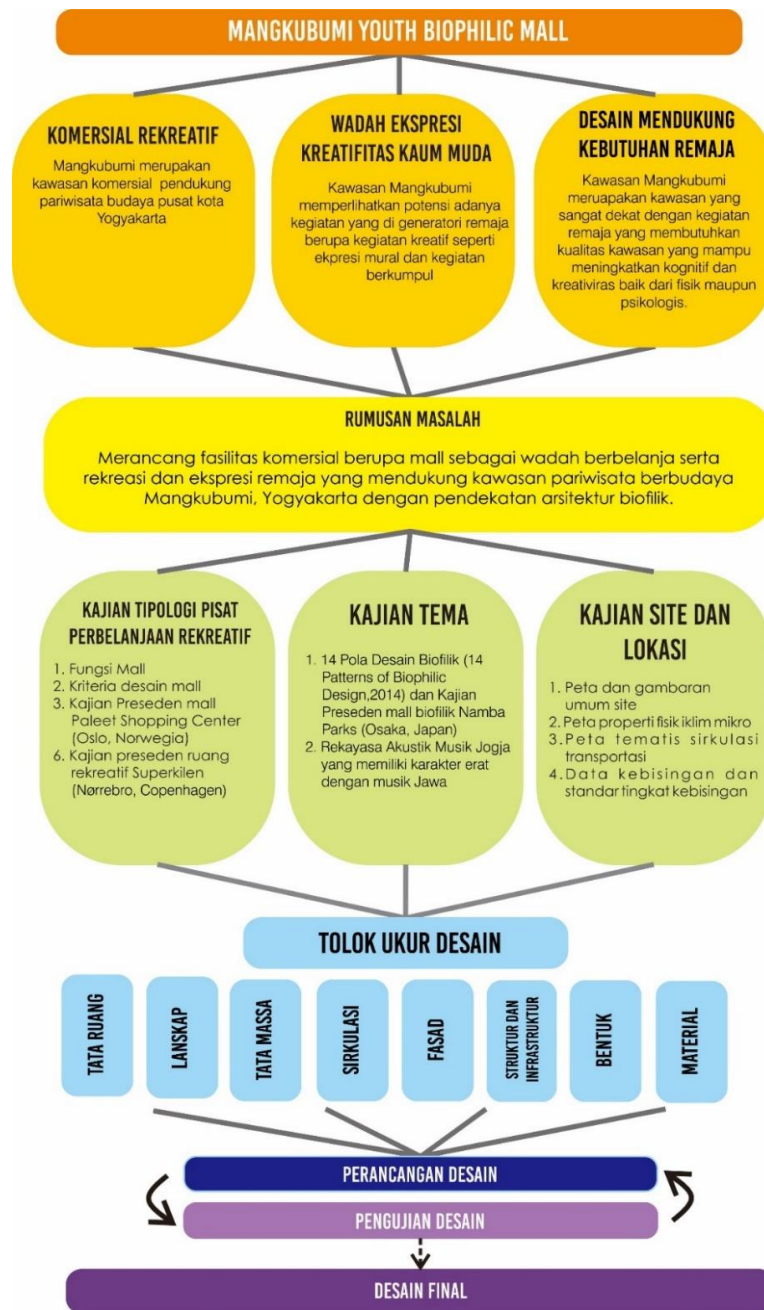 MANGKUBUMI YOUTH BIOPHILIC MALL
KOMERSIAL REKREATIF
Mangkubumi merupakan
kawasan komersial pendukung
pariwisata budaya pusat kota
Yogyakarta
WADAH EKSPRESI
KREATIFITAS KAUM MUDA
Kawasan Mangkubumi
memperlihatkan potensi adanya
kegiatan yang di generatori remaja
berupa kegiatan kreatif seperti
ekpresi mural dan kegiatan
berkumpul
DESAIN MENDUKUNG
KEBUTUHAN REMAJA
Kawasan Mangkubumi
meruapakan kawasan yang
sangat dekat dengan kegiatan
remaja yang membutuhkan
kualitas kawasan yang mampu
meningkatkan kognitif dan
kreativiras baik dari fisik maupun
psikologis.
RUMUSAN MASALAH
Merancang fasilitas komersial berupa mall sebagai wadah berbelanja serta
rekreasi dan ekspresi remaja yang mendukung kawasan pariwisata berbudaya
Mangkubumi, Yogyakarta dengan pendekatan arsitektur biofilik.
KAJIAN TIPOLOGI PISAT
PERBELANJAAN REKREATIF
1. Fungsi Mall
2. Kriteria desain mall
3. Kajian Preseden mall
Paleet Shopping Center
(Oslo, Norwegia)
6. Kajian preseden ruang
rekreatif Superkilen
(Nørrebro, Copenhagen)
KAJIAN TEMA
1. 14 Pola Desain Biofilik (14
Patterns of Biophilic
Design,2014) dan Kajian
Preseden mall biofilik Namba
Parks (Osaka, Japan)
2. Rekayasa Akustik Musik Jogja
yang memiliki karakter erat
dengan musik Jawa
KAJIAN SITE DAN
LOKASI
1. Peta dan gambaran
umum site
2. Peta properti fisik iklim mikro
3. Peta tematis sirkulasi
transportasi
4. Data kebisingan dan
standar tingkat kebisingan
TOLOK UKUR DESAIN
TATA RUANG
LANSKAP
TATA MASSA
SIRKULASI
FASAD
STRUKTUR DAN
INFRASTRUKTUR
BENTUK
MATERIAL
PERANCANGAN DESAIN
PENGUJIAN DESAIN
DESAIN FINAL